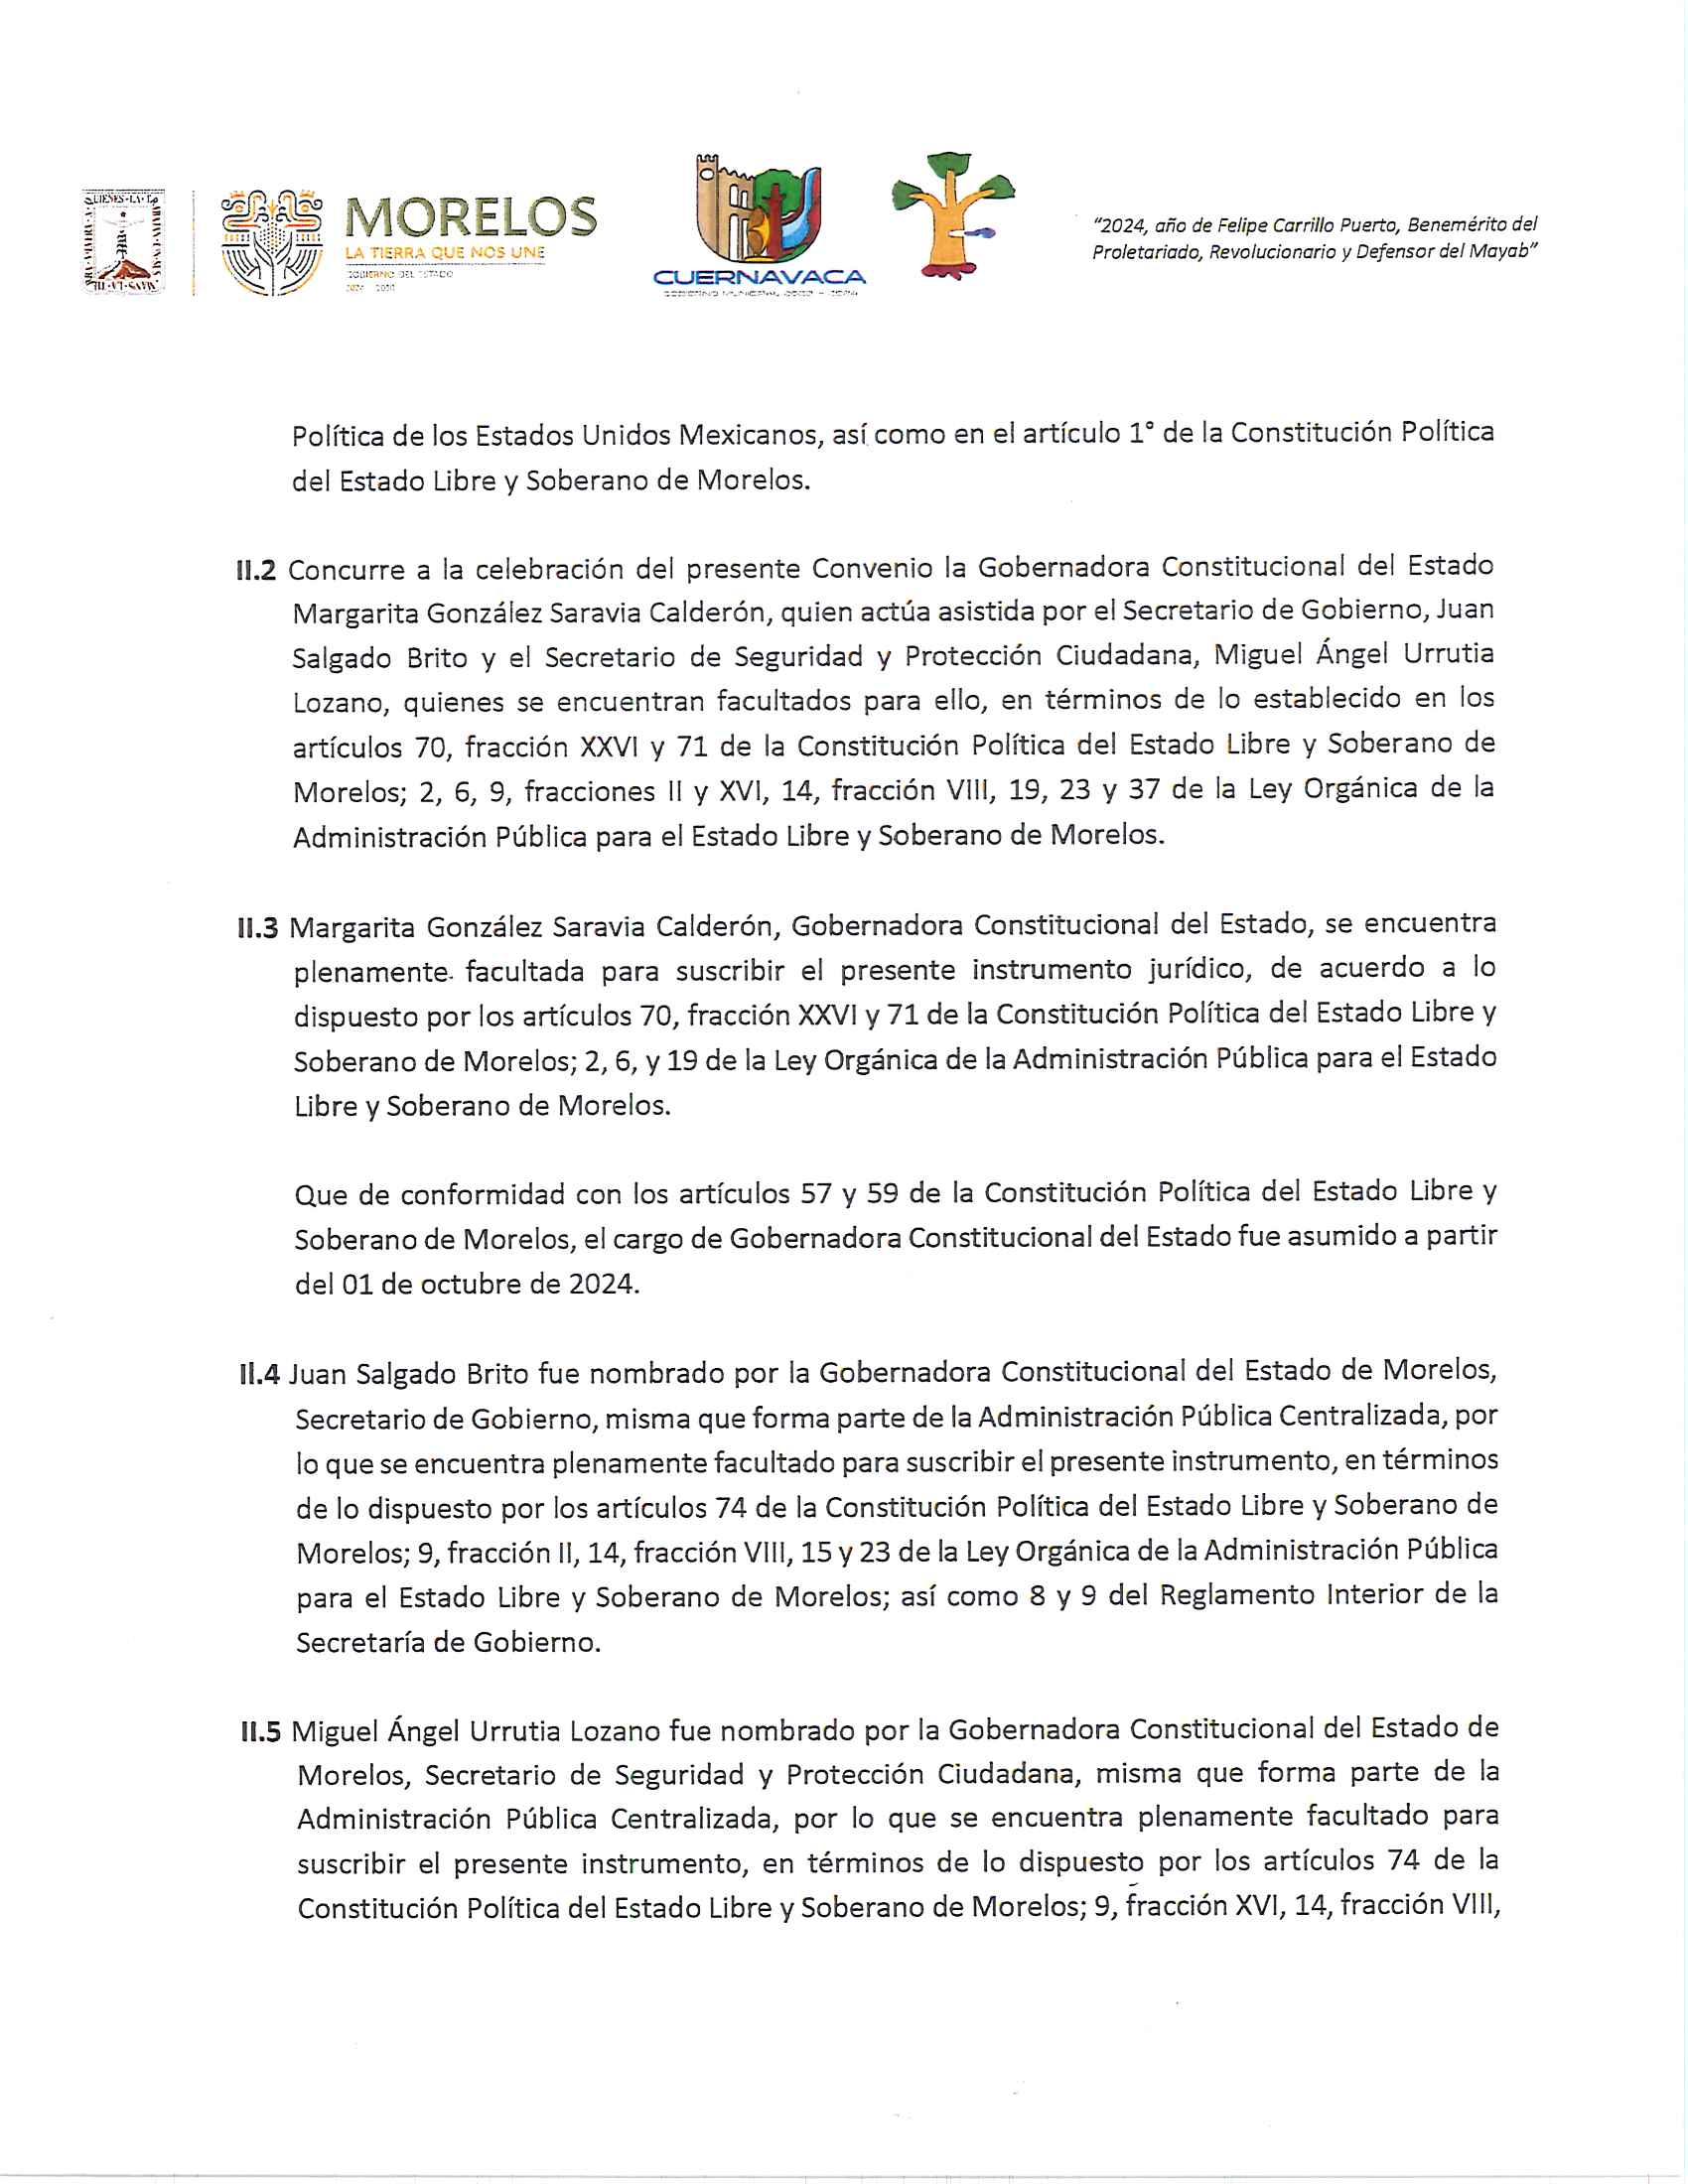 MORELOS
LA TIERRA QUE NOS UNE
GOBIERNO DEL ESTADO
CUERNAVACA
"2024, año de Felipe Carrillo Puerto, Benemérito del
Proletariado, Revolucionario y Defensor del Mayab"
Política de los Estados Unidos Mexicanos, así como en el artículo 1° de la Constitución Política
del Estado Libre y Soberano de Morelos.
II.2 Concurre a la celebración del presente Convenio la Gobernadora Constitucional del Estado
Margarita González Saravia Calderón, quien actúa asistida por el Secretario de Gobierno, Juan
Salgado Brito y el Secretario de Seguridad y Protección Ciudadana, Miguel Ángel Urrutia
Lozano, quienes se encuentran facultados para ello, en términos de lo establecido en los
artículos 70, fracción XXVI y 71 de la Constitución Política del Estado Libre y Soberano de
Morelos; 2, 6, 9, fracciones II y XVI, 14, fracción VIII, 19, 23 y 37 de la Ley Orgánica de la
Administración Pública para el Estado Libre y Soberano de Morelos.
II.3 Margarita González Saravia Calderón, Gobernadora Constitucional del Estado, se encuentra
plenamente facultada para suscribir el presente instrumento jurídico, de acuerdo a lo
dispuesto por los artículos 70, fracción XXVI y 71 de la Constitución Política del Estado Libre y
Soberano de Morelos; 2, 6, y 19 de la Ley Orgánica de la Administración Pública para el Estado
Libre y Soberano de Morelos.
Que de conformidad con los artículos 57 y 59 de la Constitución Política del Estado Libre y
Soberano de Morelos, el cargo de Gobernadora Constitucional del Estado fue asumido a partir
del 01 de octubre de 2024.
II.4 Juan Salgado Brito fue nombrado por la Gobernadora Constitucional del Estado de Morelos,
Secretario de Gobierno, misma que forma parte de la Administración Pública Centralizada, por
lo que se encuentra plenamente facultado para suscribir el presente instrumento, en términos
de lo dispuesto por los artículos 74 de la Constitución Política del Estado Libre y Soberano de
Morelos; 9, fracción II, 14, fracción VIII, 15 y 23 de la Ley Orgánica de la Administración Pública
para el Estado Libre y Soberano de Morelos; así como 8 y 9 del Reglamento Interior de la
Secretaría de Gobierno.
II.5 Miguel Ángel Urrutia Lozano fue nombrado por la Gobernadora Constitucional del Estado de
Morelos, Secretario de Seguridad y Protección Ciudadana, misma que forma parte de la
Administración Pública Centralizada, por lo que se encuentra plenamente facultado para
suscribir el presente instrumento, en términos de lo dispuesto por los artículos 74 de la
Constitución Política del Estado Libre y Soberano de Morelos; 9, fracción XVI, 14, fracción VIII,